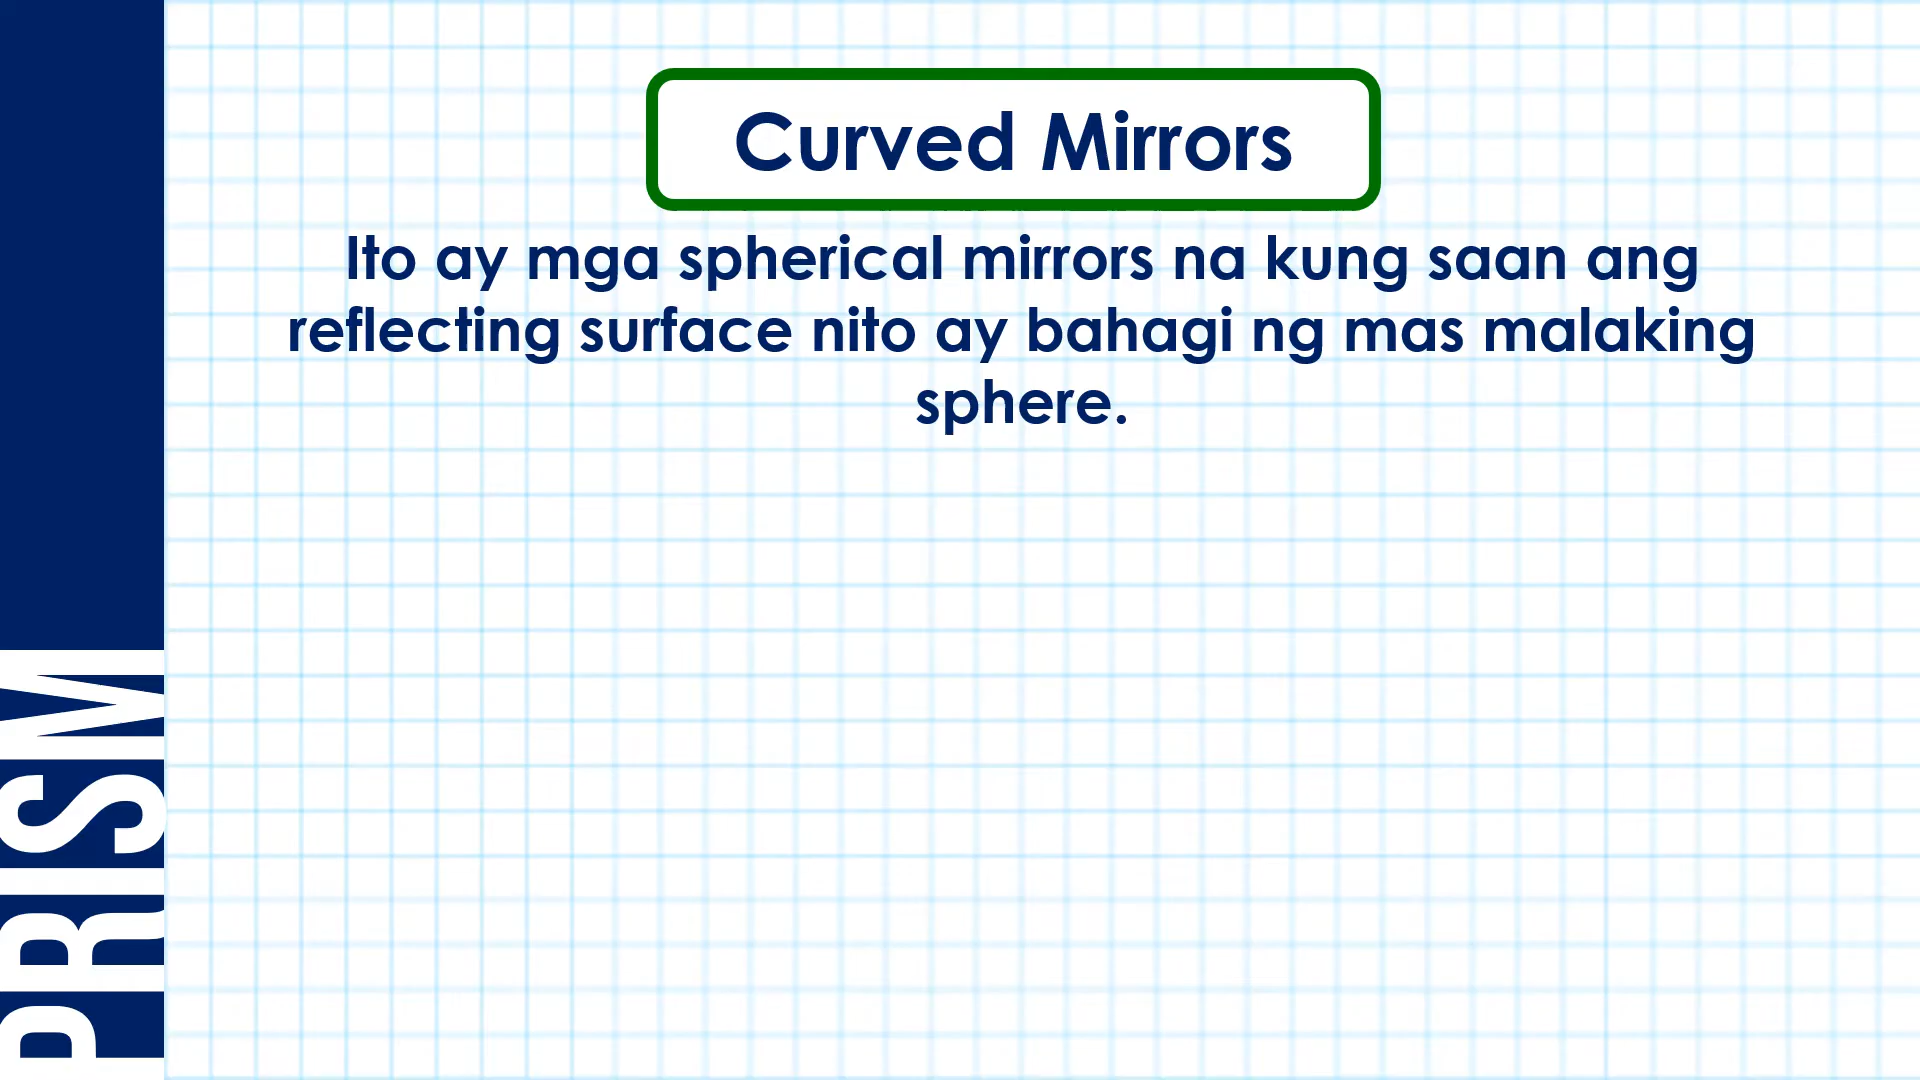 Curved Mirrors
Ito ay mga spherical mirrors na kung saan ang
reflecting surface nito ay bahagi ng mas malaking
sphere.
PRISM